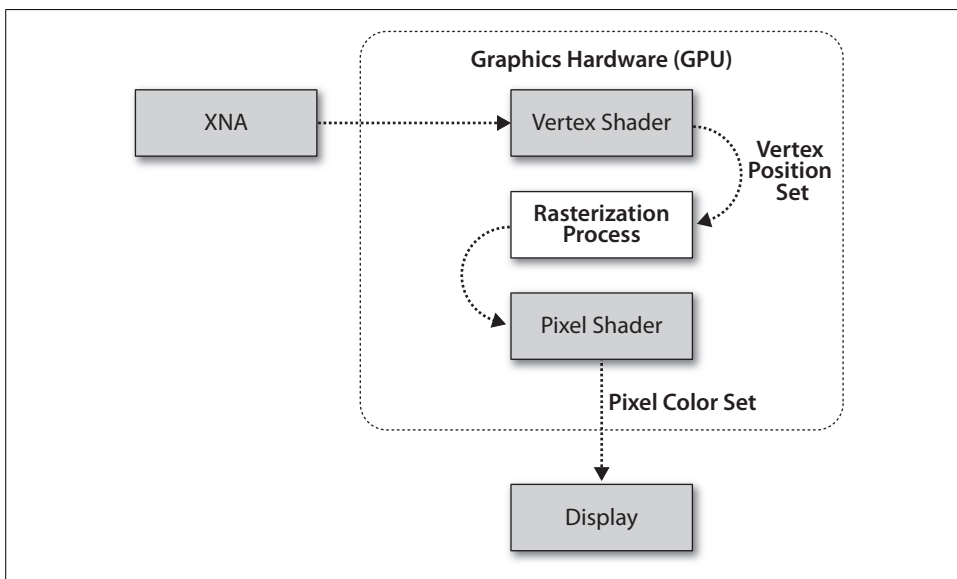 Graphics Hardware (GPU)
XNA
Vertex Shader
Vertex
Position
Set
Rasterization
Process
Pixel Shader
Pixel Color Set
Display